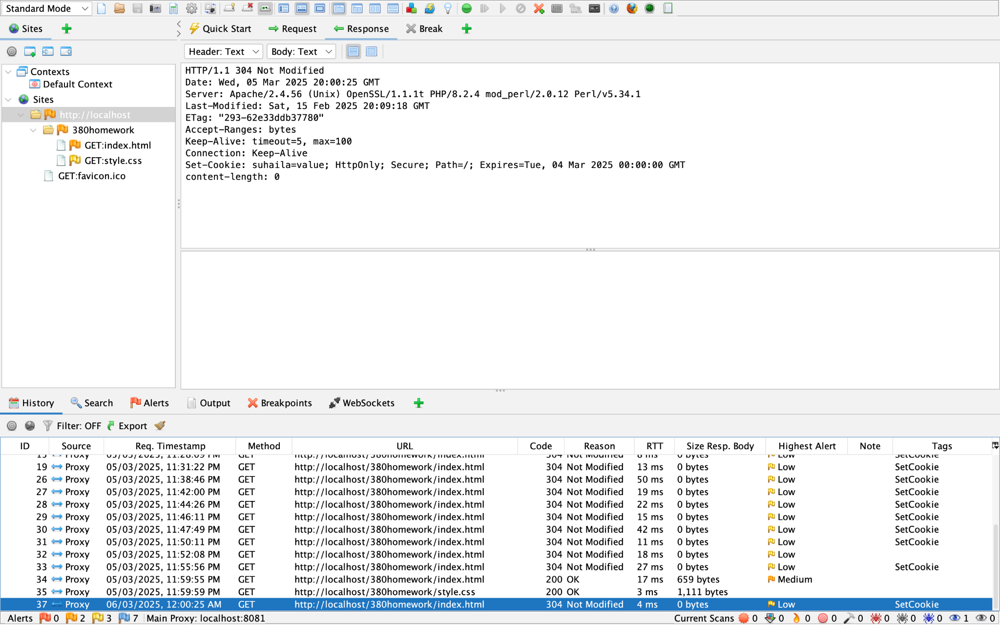 Standard Mode
Sites
Quick Start
Request
Response
Break
Header: Text
Body: Text
Contexts
Default Context
Sites
http://localhost
380homework
GET:index.html
GET:style.css
GET:favicon.ico
HTTP/1.1 304 Not Modified
Date: Wed, 05 Mar 2025 20:00:25 GMT
Server: Apache/2.4.56 (Unix) OpenSSL/1.1.1t PHP/8.2.4 mod_perl/2.0.12 Perl/v5.34.1
Last-Modified: Sat, 15 Feb 2025 20:09:18 GMT
ETag: "293-62e33ddb37780"
Accept-Ranges: bytes
Keep-Alive: timeout=5, max=100
Connection: Keep-Alive
Set-Cookie: suhaila=value; HttpOnly; Secure; Path=/; Expires=Tue, 04 Mar 2025 00:00:00 GMT
content-length: 0
History Search Alerts Output Breakpoints WebSockets
Filter: OFF Export
ID Source Req. Timestamp Method URL Code Reason RTT Size Resp. Body Highest Alert Note Tags
Proxy 05/03/2025, 11:28:09 PM GET http://localhost/380homework/index.html 304 Not Modified 8 ms 0 bytes Low SetCookie
19 Proxy 05/03/2025, 11:31:22 PM GET http://localhost/380homework/index.html 304 Not Modified 13 ms 0 bytes Low SetCookie
26 Proxy 05/03/2025, 11:38:46 PM GET http://localhost/380homework/index.html 304 Not Modified 50 ms 0 bytes Low SetCookie
27 Proxy 05/03/2025, 11:42:00 PM GET http://localhost/380homework/index.html 304 Not Modified 19 ms 0 bytes Low SetCookie
28 Proxy 05/03/2025, 11:44:26 PM GET http://localhost/380homework/index.html 304 Not Modified 22 ms 0 bytes Low SetCookie
29 Proxy 05/03/2025, 11:46:11 PM GET http://localhost/380homework/index.html 304 Not Modified 15 ms 0 bytes Low SetCookie
30 Proxy 05/03/2025, 11:47:49 PM GET http://localhost/380homework/index.html 304 Not Modified 42 ms 0 bytes Low SetCookie
31 Proxy 05/03/2025, 11:50:11 PM GET http://localhost/380homework/index.html 304 Not Modified 11 ms 0 bytes Low SetCookie
32 Proxy 05/03/2025, 11:52:08 PM GET http://localhost/380homework/index.html 304 Not Modified 18 ms 0 bytes Low
33 Proxy 05/03/2025, 11:55:56 PM GET http://localhost/380homework/index.html 304 Not Modified 27 ms 0 bytes Low SetCookie
34 Proxy 05/03/2025, 11:59:55 PM GET http://localhost/380homework/index.html 200 OK 17 ms 659 bytes Medium
35 Proxy 05/03/2025, 11:59:59 PM GET http://localhost/380homework/style.css 200 OK 3 ms 1,111 bytes
37 Proxy 06/03/2025, 12:00:25 AM GET http://localhost/380homework/index.html 304 Not Modified 4 ms 0 bytes Low SetCookie
Alerts 0 2 3 7 Main Proxy: localhost:8081 Current Scans 0 0 0 0 0 0 0 0 1 0